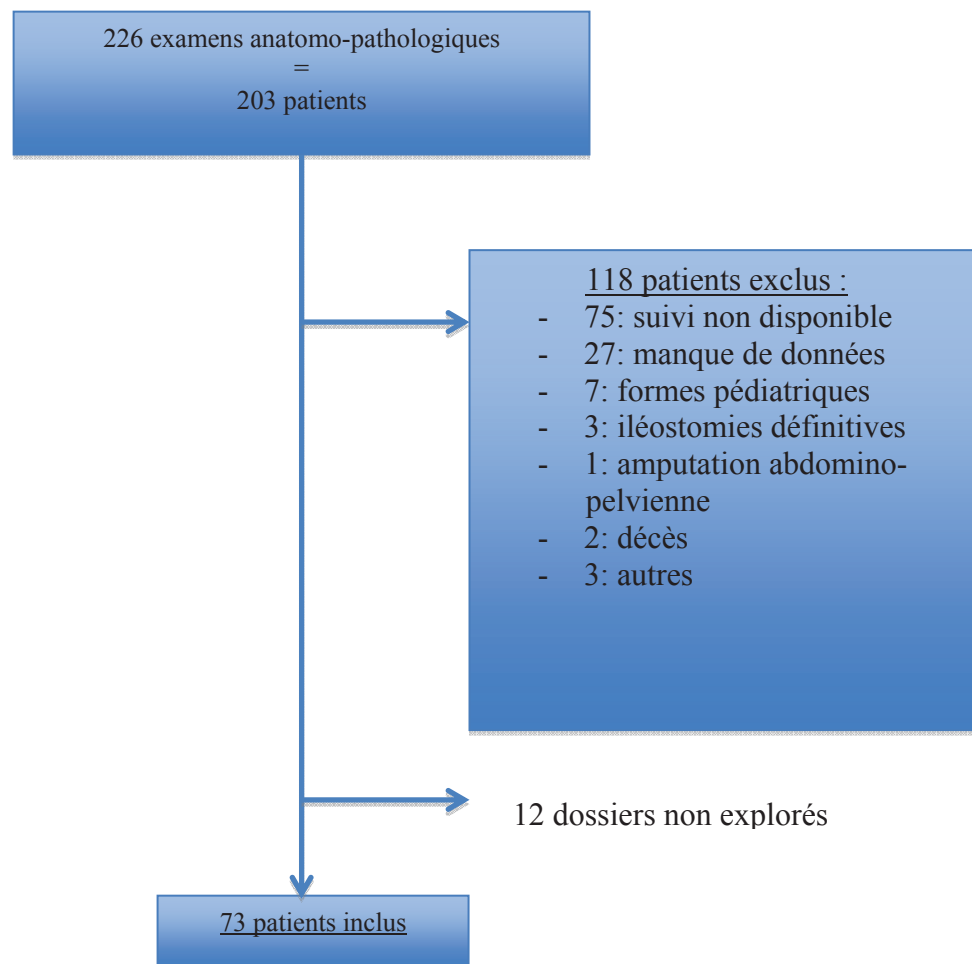 226 examens anatomo-pathologiques
=
203 patients
118 patients exclus :
- 75: suivi non disponible
- 27: manque de données
- 7: formes pédiatriques
- 3: iléostomies définitives
- 1: amputation abdomino-
pelvienne
- 2: décès
- 3: autres
12 dossiers non explorés
73 patients inclus